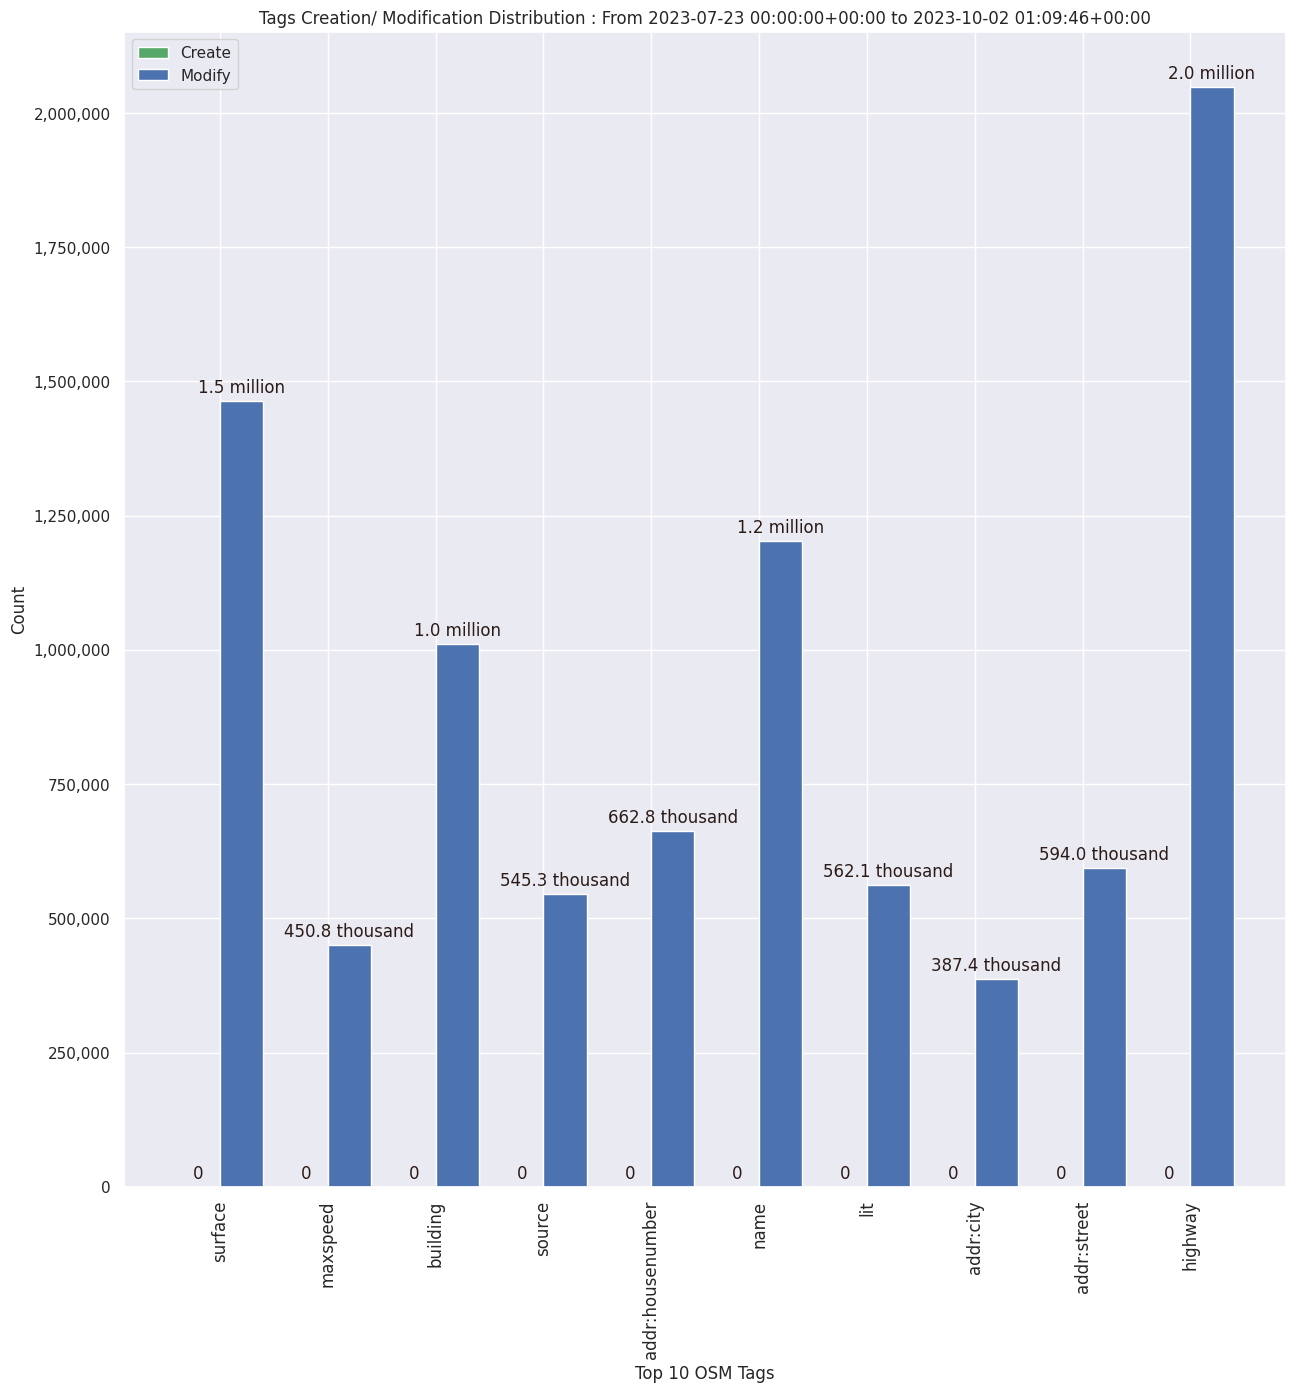 Tags Creation/ Modification Distribution : From 2023-07-23 00:00:00+00:00 to 2023-10-02 01:09:46+00:00
Create
Modify
Count
2,000,000
1,750,000
1,500,000
1,250,000
1,000,000
750,000
500,000
250,000
0
1.5 million
450.8 thousand
1.0 million
545.3 thousand
662.8 thousand
1.2 million
562.1 thousand
387.4 thousand
594.0 thousand
2.0 million
0
0
0
0
0
0
0
0
0
0
surface
maxspeed
building
source
addr:housenumber
name
lit
addr:city
addr:street
highway
Top 10 OSM Tags